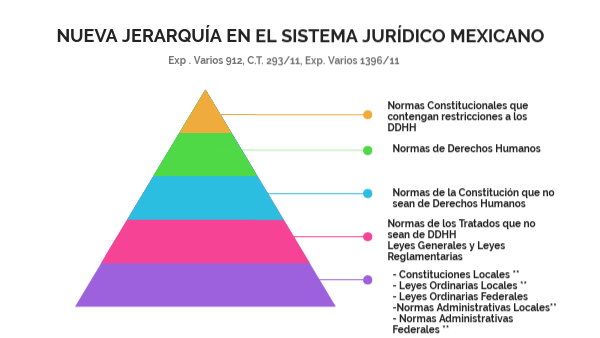 NUEVA JERARQUÍA EN EL SISTEMA JURÍDICO MEXICANO
Exp . Varios 912, C.T. 293/11, Exp. Varios 1396/11
Normas Constitucionales que
contengan restricciones a los
DDHH
Normas de Derechos Humanos
Normas de la Constitución que no
sean de Derechos Humanos
Normas de los Tratados que no
sean de DDHH
Leyes Generales y Leyes
Reglamentarias
- Constituciones Locales **
- Leyes Ordinarias Locales **
- Leyes Ordinarias Federales
-Normas Administrativas Locales**
- Normas Administrativas
Federales **